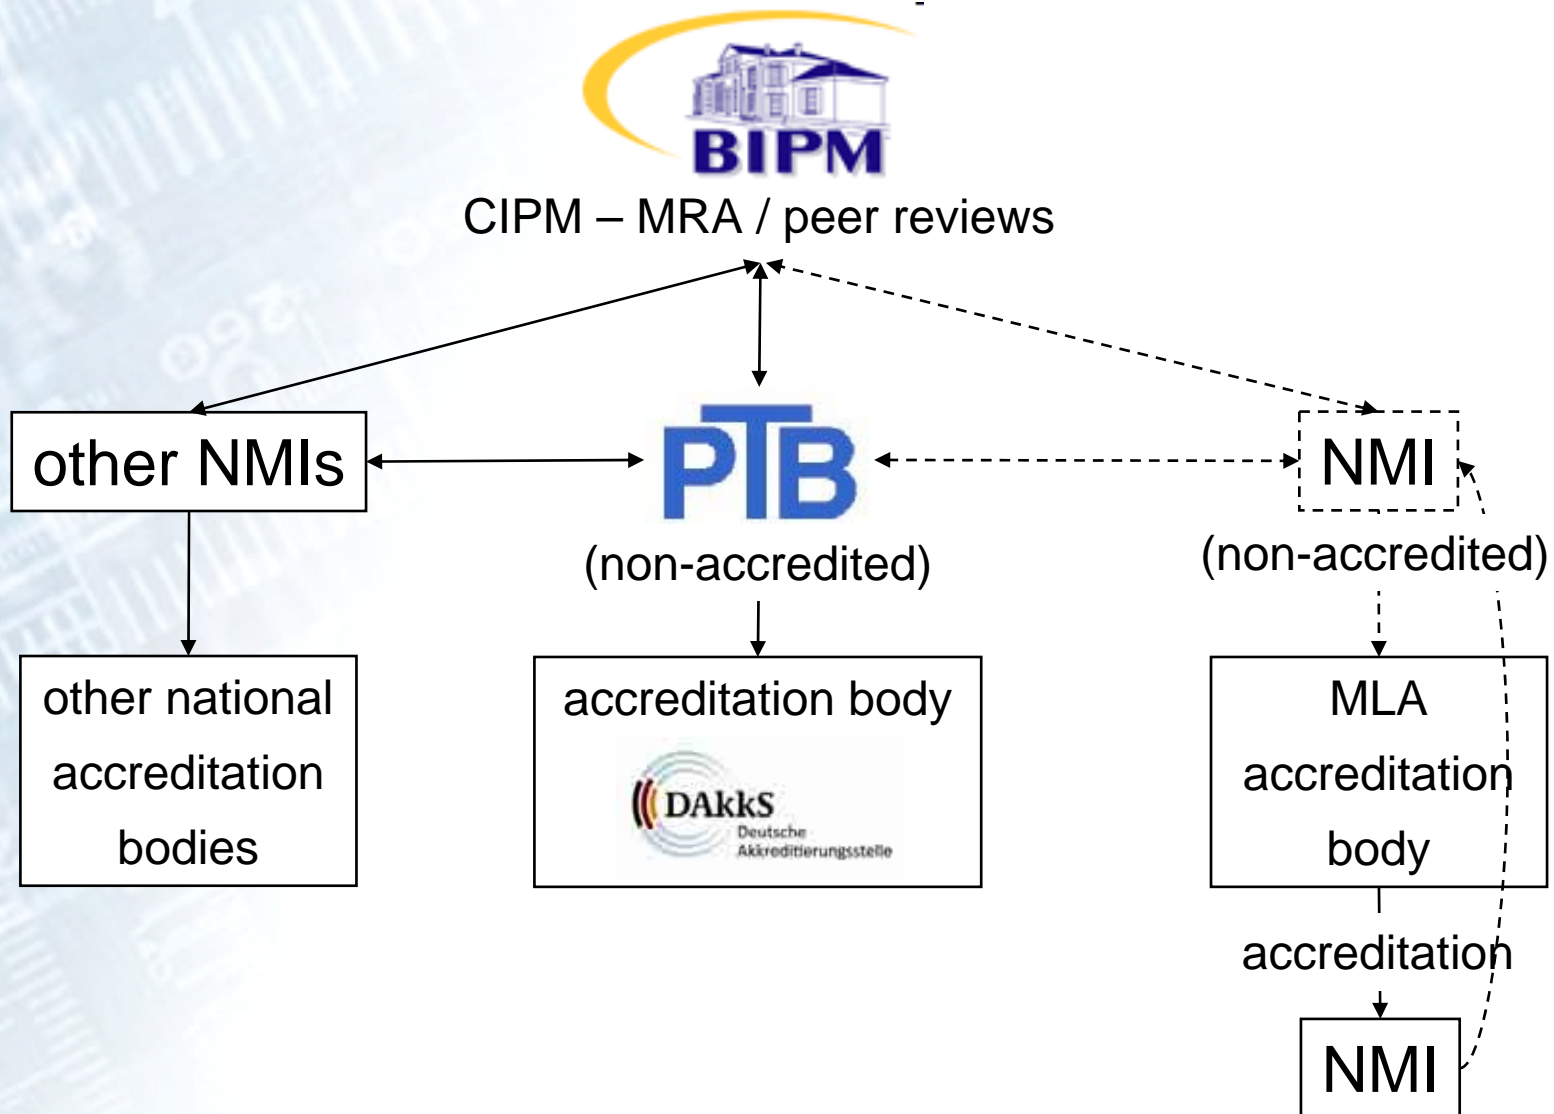 BIPM
CIPM – MRA / peer reviews
other NMIs
PTB
NMI
(non-accredited)
(non-accredited)
other national
accreditation
bodies
accreditation body
DAkkS
Deutsche
Akkreditierungsstelle
MLA
accreditation
body
accreditation
NMI